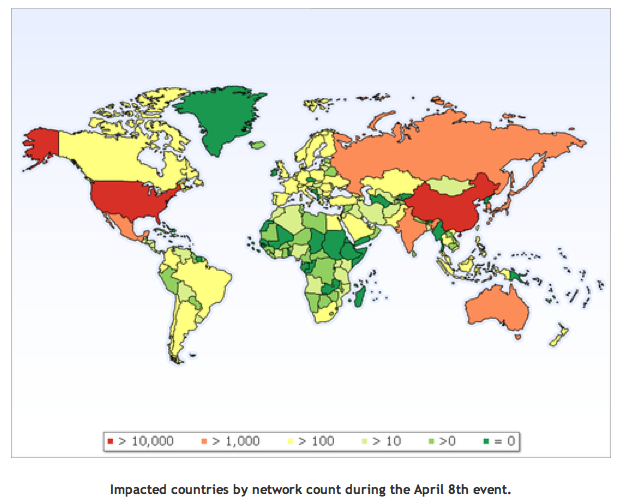 > 10,000 > 1,000 > 100 > 10 >0 = 0
Impacted countries by network count during the April 8th event.